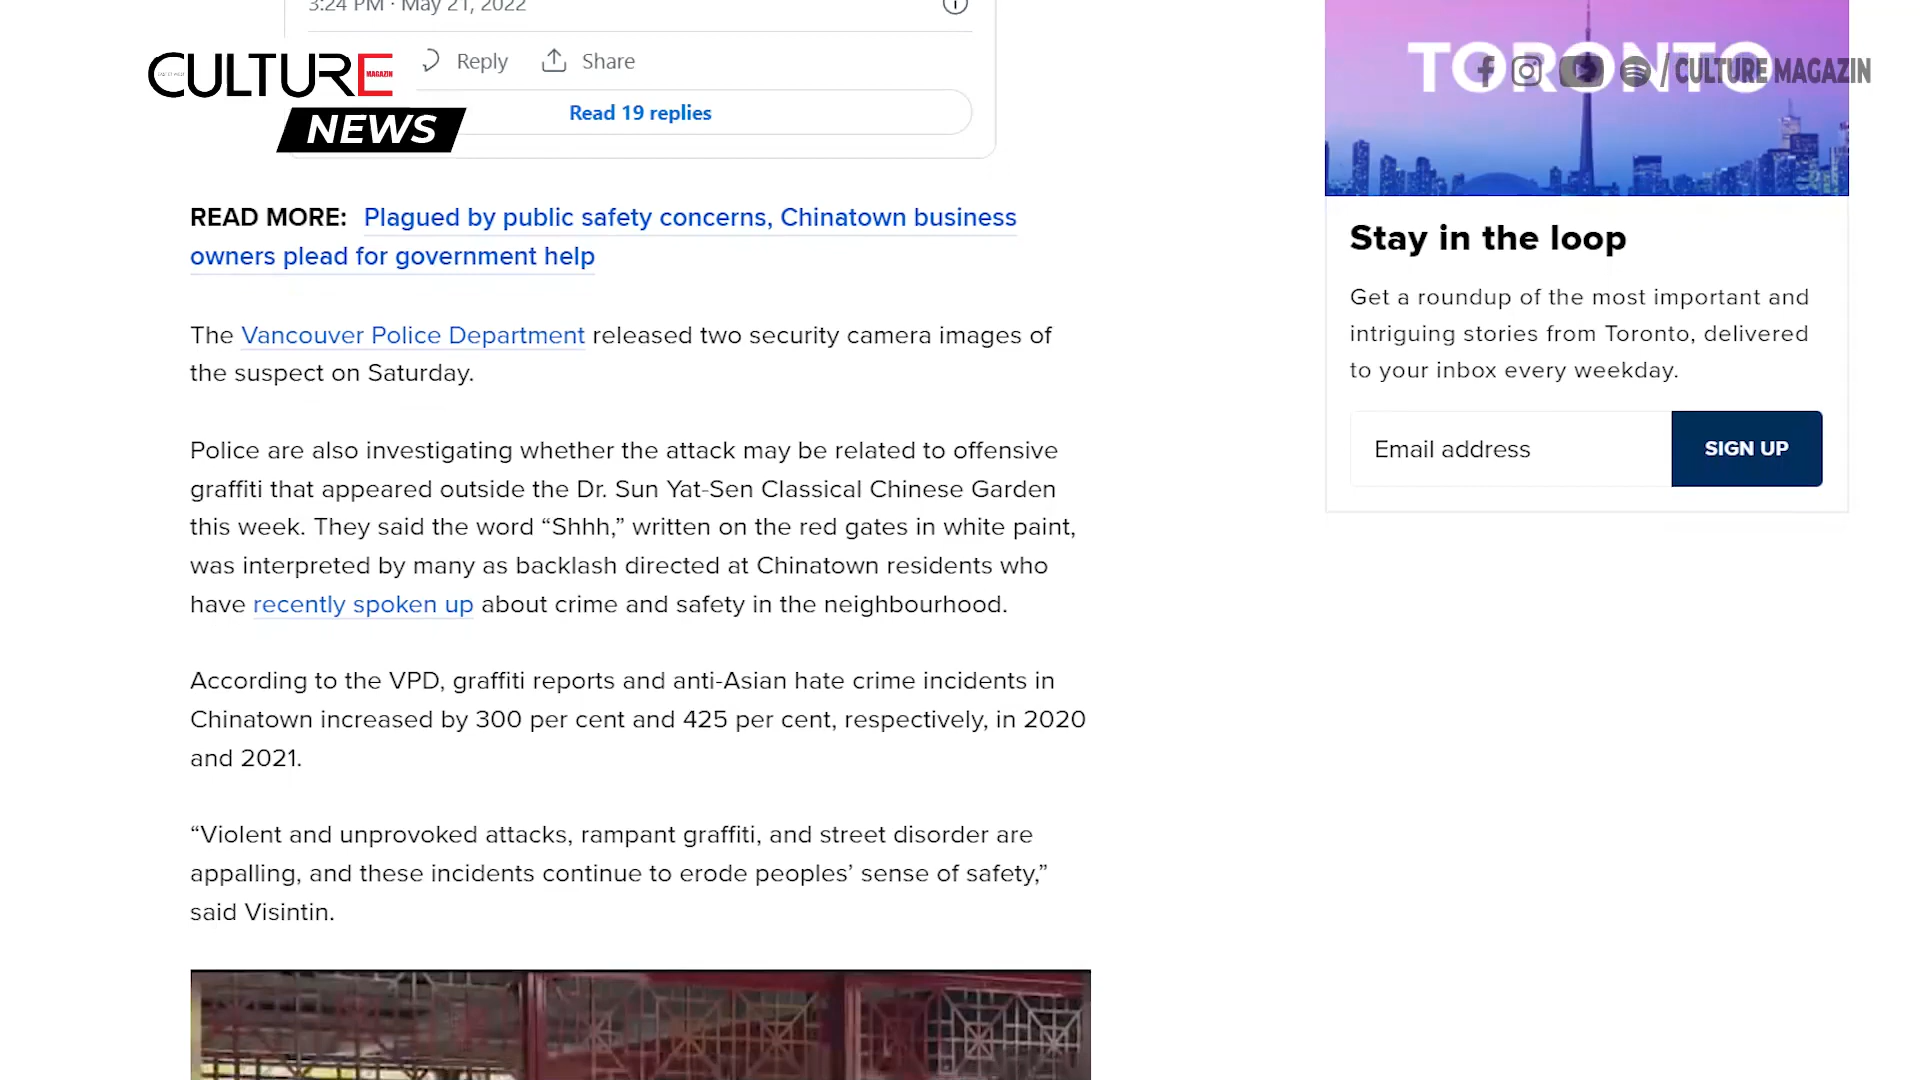 3:24 PM · May 21, 2022
CULTURE
MAGAZIN
NEWS
Reply
Share
Read 19 replies
READ MORE: Plagued by public safety concerns, Chinatown business
owners plead for government help
The Vancouver Police Department released two security camera images of
the suspect on Saturday.
Police are also investigating whether the attack may be related to offensive
graffiti that appeared outside the Dr. Sun Yat-Sen Classical Chinese Garden
this week. They said the word “Shhh,” written on the red gates in white paint,
was interpreted by many as backlash directed at Chinatown residents who
have recently spoken up about crime and safety in the neighbourhood.
According to the VPD, graffiti reports and anti-Asian hate crime incidents in
Chinatown increased by 300 per cent and 425 per cent, respectively, in 2020
and 2021.
“Violent and unprovoked attacks, rampant graffiti, and street disorder are
appalling, and these incidents continue to erode peoples’ sense of safety,”
said Visintin.
TORONTO
/ CULTURE MAGAZIN
Stay in the loop
Get a roundup of the most important and
intriguing stories from Toronto, delivered
to your inbox every weekday.
Email address
SIGN UP